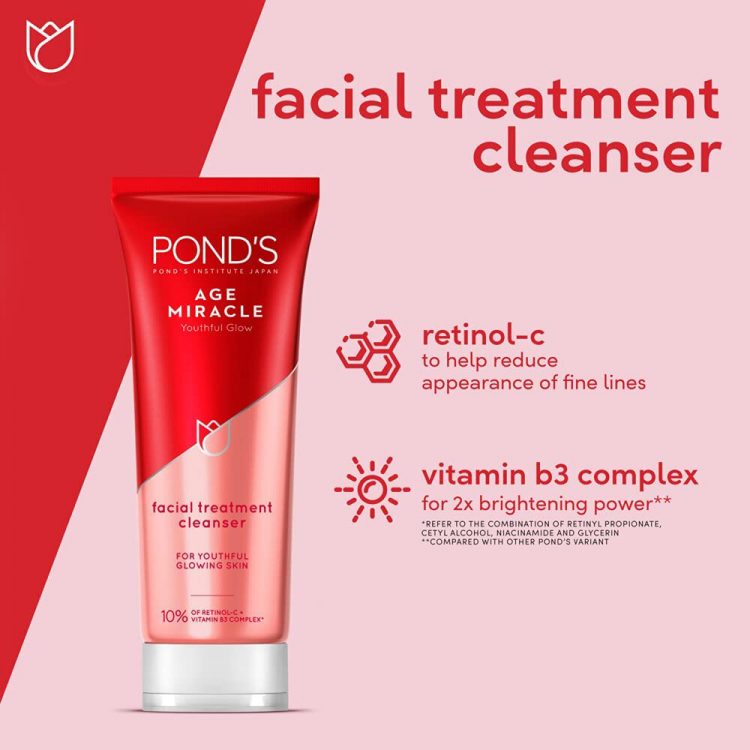 facial treatment
cleanser
POND'S
POND'S INSTITUTE JAPAN
AGE
MIRACLE
Youthful Glow
facial treatment
cleanser
FOR YOUTHFUL
GLOWING SKIN
10% OF RETINOL-C +
VITAMIN B3 COMPLEX*
retinol-c
to help reduce
appearance of fine lines
vitamin b3 complex
for 2x brightening power**
*REFER TO THE COMBINATION OF RETINYL PROPIONATE,
CETYL ALCOHOL, NIACINAMIDE AND GLYCERIN
**COMPARED WITH OTHER POND'S VARIANT